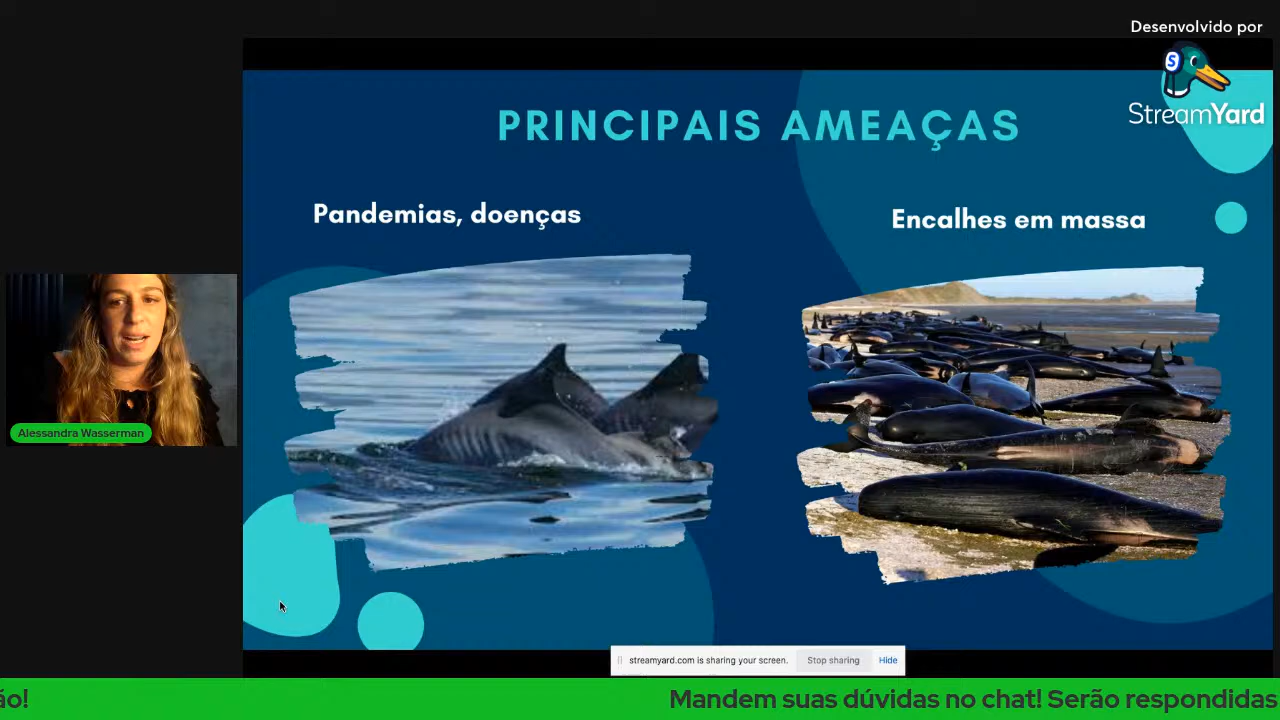 Desenvolvido por
StreamYard
PRINCIPAIS AMEAÇAS
Pandemias, doenças
Encalhes em massa
Alessandra Wasserman
streamyard.com is sharing your screen.
Stop sharing
Hide
ão!
Mandem suas dúvidas no chat! Serão respondidas